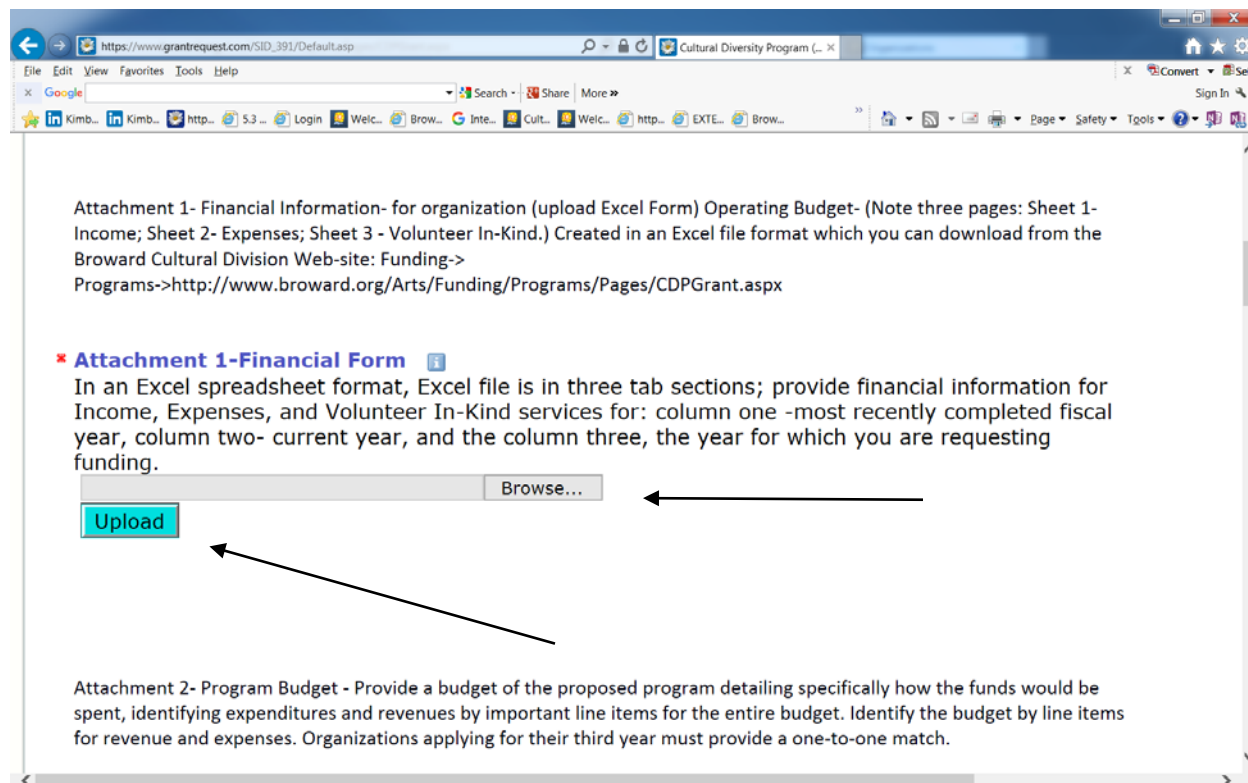 https://www.grantrequest.com/SID_391/Default.asp Cultural Diversity Program (... ×
File Edit View Favorites Tools Help X Convert Se
x Google Search Share More » Sign In
Kimb... Kimb... http... 5.3 ... Login Welc... Brow... Inte... Cult... Welc... http... EXTE... Brow... » Page Safety Tools
Attachment 1- Financial Information- for organization (upload Excel Form) Operating Budget- (Note three pages: Sheet 1-
Income; Sheet 2- Expenses; Sheet 3 - Volunteer In-Kind.) Created in an Excel file format which you can download from the
Broward Cultural Division Web-site: Funding->
Programs->http://www.broward.org/Arts/Funding/Programs/Pages/CDPGrant.aspx
Attachment 1-Financial Form
In an Excel spreadsheet format, Excel file is in three tab sections; provide financial information for
Income, Expenses, and Volunteer In-Kind services for: column one -most recently completed fiscal
year, column two- current year, and the column three, the year for which you are requesting
funding.
Browse...
Upload
Attachment 2- Program Budget - Provide a budget of the proposed program detailing specifically how the funds would be
spent, identifying expenditures and revenues by important line items for the entire budget. Identify the budget by line items
for revenue and expenses. Organizations applying for their third year must provide a one-to-one match.